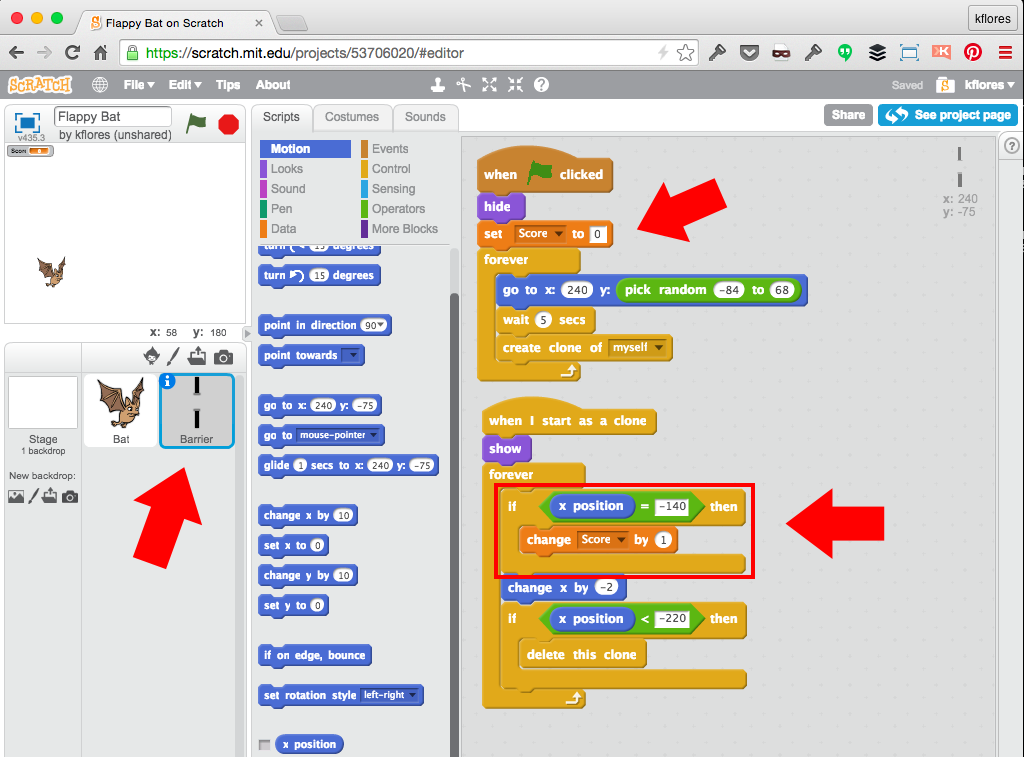 Flappy Bat on Scratch
kflores
https://scratch.mit.edu/projects/53706020/#editor
SCRATCH File Edit Tips About Saved kflores
v435.3
Flappy Bat
by kflores (unshared)
Scripts Costumes Sounds
Share See project page
Score
Motion Events
Looks Control
Sound Sensing
Pen Operators
Data More Blocks
turn 15 degrees
turn 15 degrees
point in direction 90
point towards
go to x: 240 y: -75
go to mouse-pointer
glide 1 secs to x: 240 y: -75
change x by 10
set x to 0
change y by 10
set y to 0
if on edge, bounce
set rotation style left-right
x position
x: 58 y: 180
Stage
1 backdrop
New backdrop:
Bat
Barrier
x: 240
y: -75
when clicked
hide
set Score to 0
forever
go to x: 240 y: pick random -84 to 68
wait 5 secs
create clone of myself
when I start as a clone
show
forever
if x position = -140 then
change Score by 1
change x by -2
if x position < -220 then
delete this clone